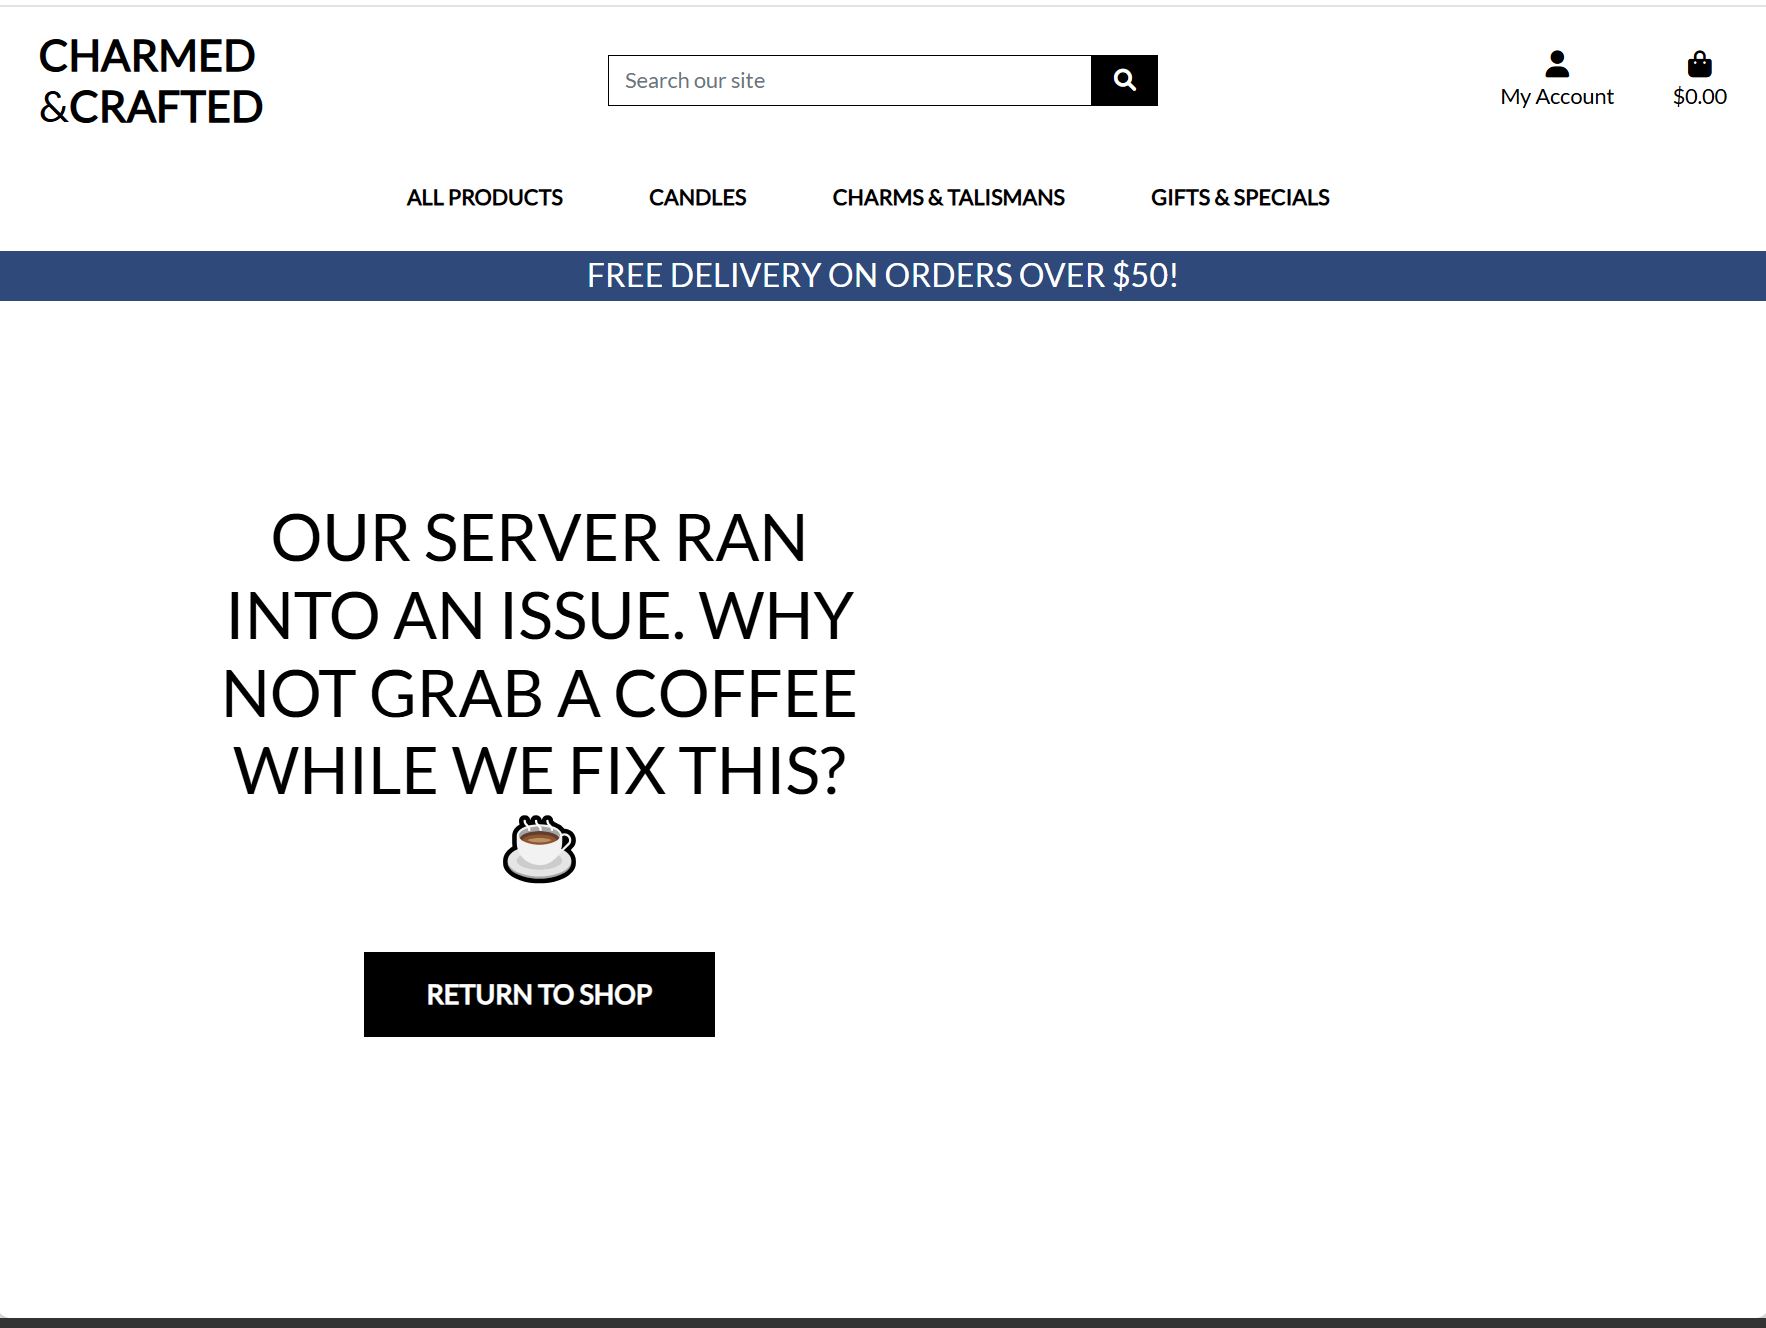 CHARMED
&CRAFTED
Search our site
My Account
$0.00
ALL PRODUCTS
CANDLES
CHARMS & TALISMANS
GIFTS & SPECIALS
FREE DELIVERY ON ORDERS OVER $50!
OUR SERVER RAN
INTO AN ISSUE. WHY
NOT GRAB A COFFEE
WHILE WE FIX THIS?
RETURN TO SHOP